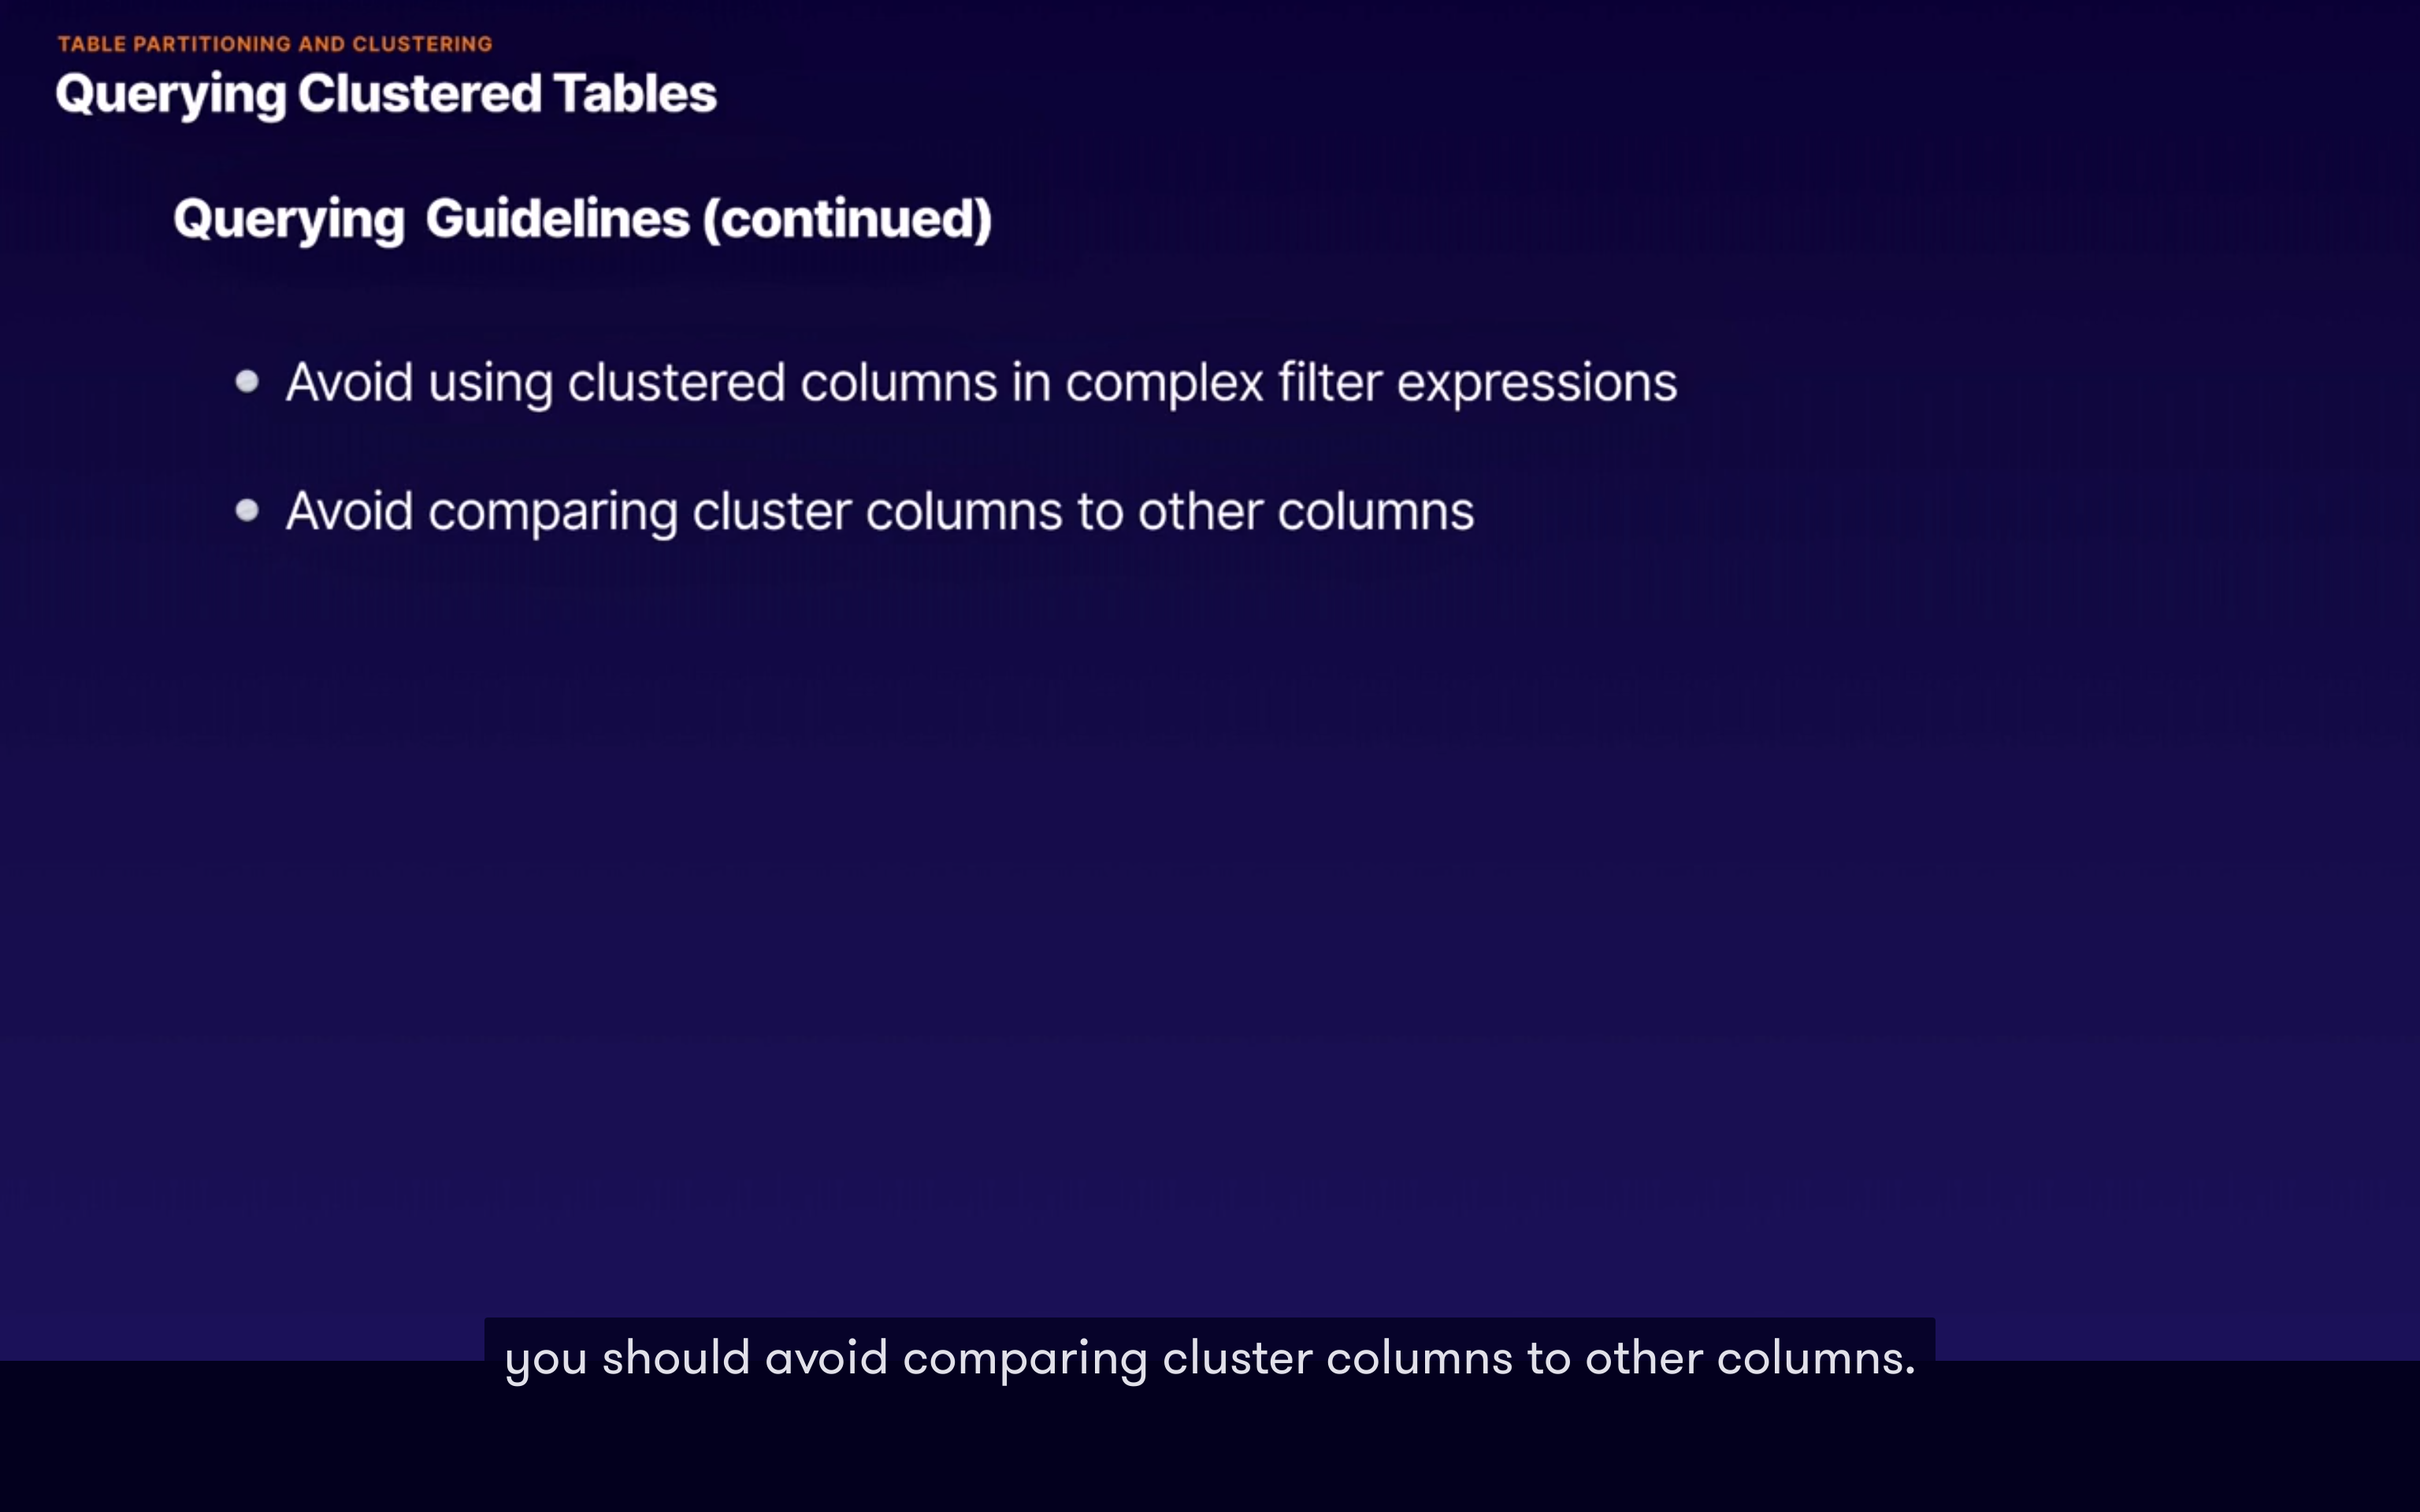 TABLE PARTITIONING AND CLUSTERING
Querying Clustered Tables
Querying Guidelines (continued)
• Avoid using clustered columns in complex filter expressions
• Avoid comparing cluster columns to other columns
you should avoid comparing cluster columns to other columns.